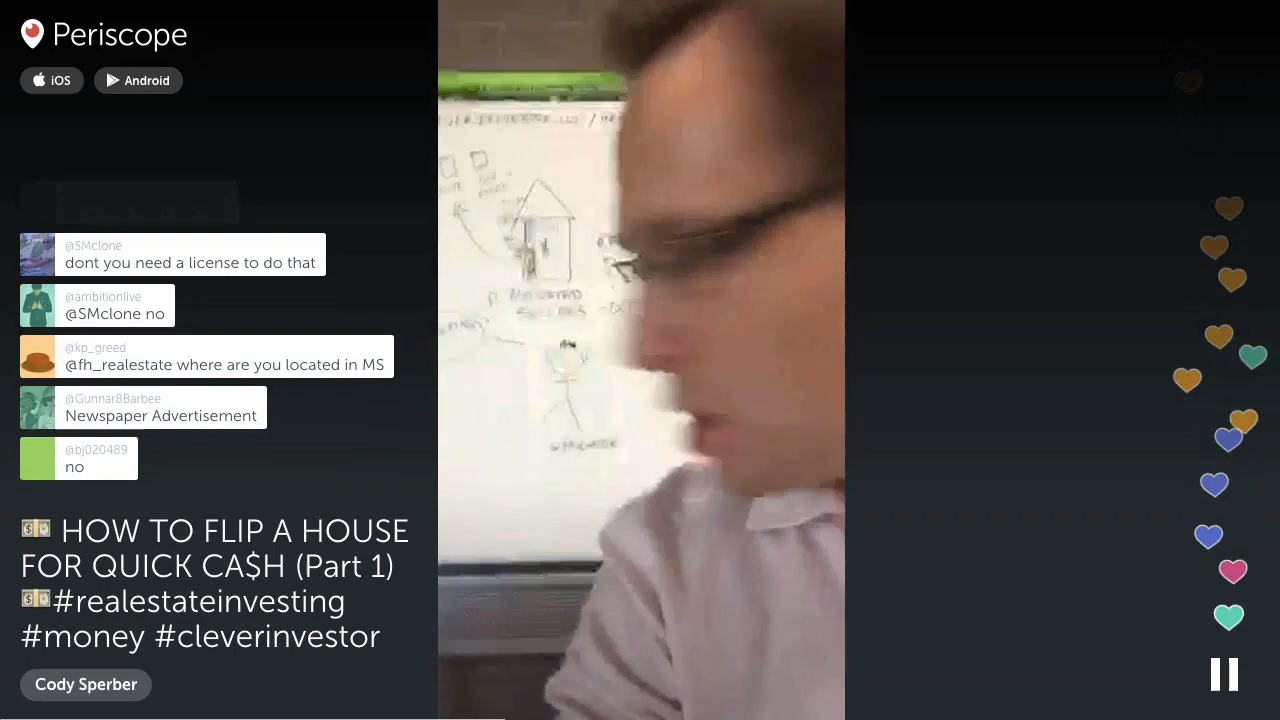 Periscope
iOS
Android
@SMclone
dont you need a license to do that
@ambitionlive
@SMclone no
@kp_greed
@fh_realestate where are you located in MS
@Gunnar8Barbee
Newspaper Advertisement
@bj020489
no
💵 HOW TO FLIP A HOUSE
FOR QUICK CA$H (Part 1)
💵#realestateinvesting
#money #cleverinvestor
Cody Sperber
MOTIVATED
SELLERS